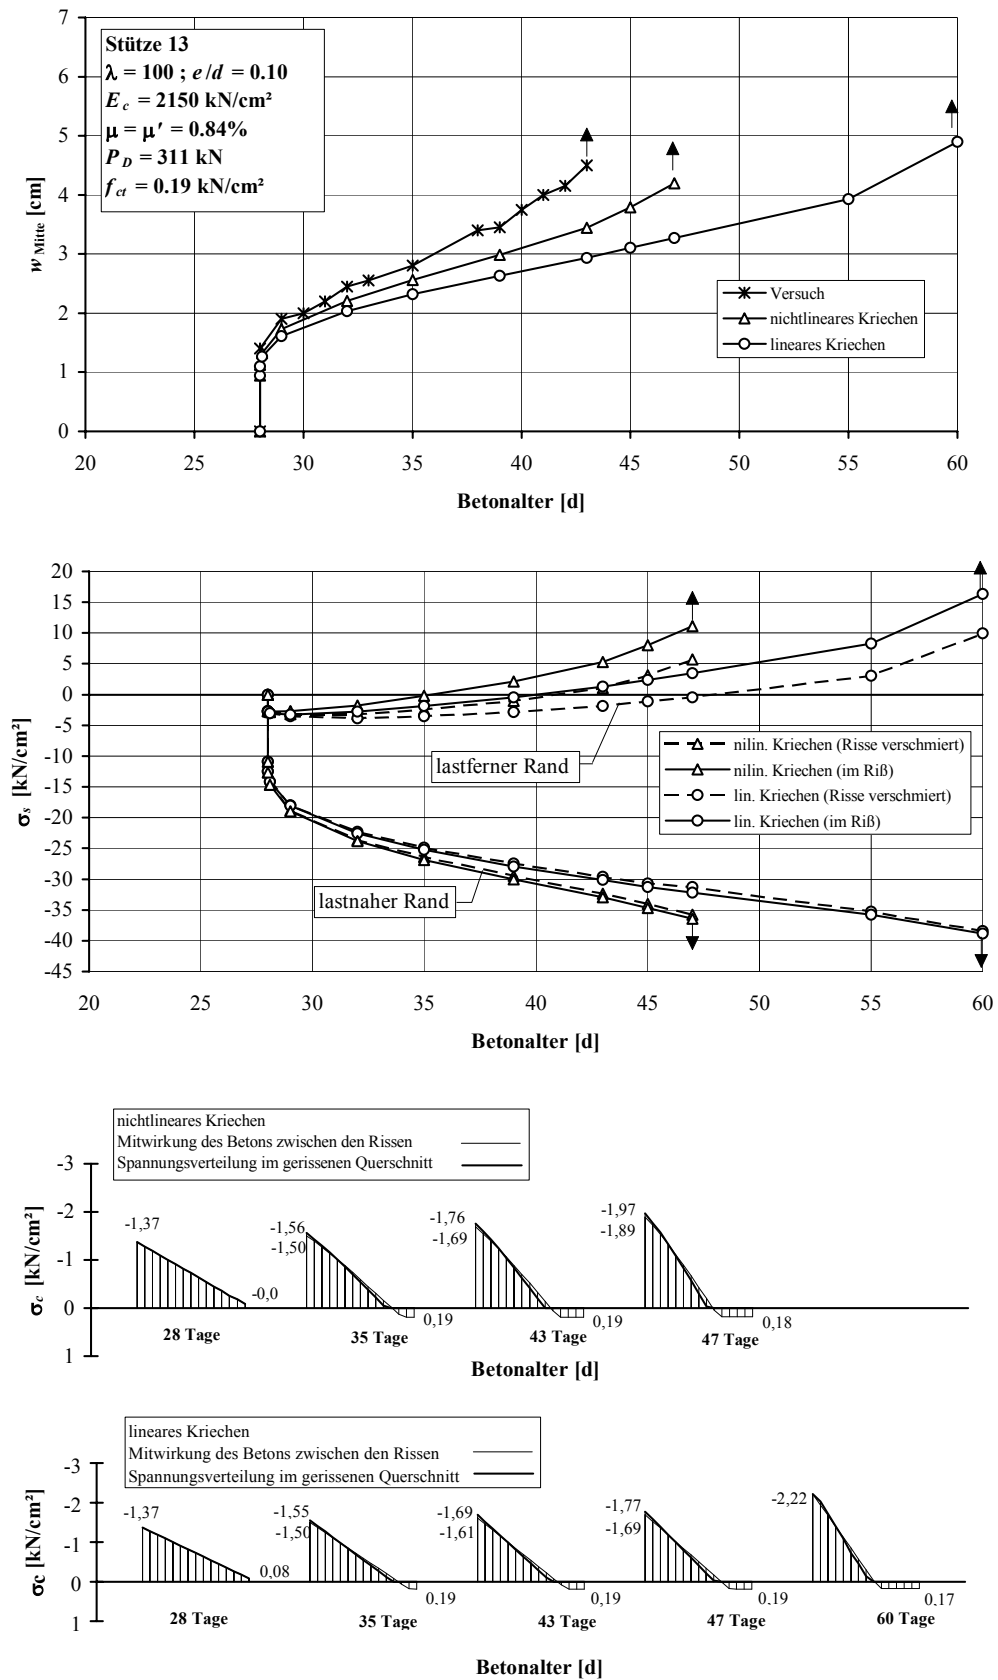 7
6
5
4
3
2
1
0
w Mitte [cm]
Stütze 13
λ = 100 ; e/d = 0.10
E c = 2150 kN/cm²
μ = μ′ = 0.84%
P D = 311 kN
f ct = 0.19 kN/cm²
Versuch
nichtlineares Kriechen
lineares Kriechen
20 25 30 35 40 45 50 55 60
Betonalter [d]
20
15
10
5
0
-5
-10
-15
-20
-25
-30
-35
-40
-45
σs [kN/cm²]
lastferner Rand
nilin. Kriechen (Risse verschmiert)
nilin. Kriechen (im Riß)
lin. Kriechen (Risse verschmiert)
lin. Kriechen (im Riß)
lastnaher Rand
20 25 30 35 40 45 50 55 60
Betonalter [d]
nichtlineares Kriechen
Mitwirkung des Betons zwischen den Rissen
Spannungsverteilung im gerissenen Querschnitt
-3
-2
-1
0
1
σc [kN/cm²]
-1,37
-0,0
-1,56
-1,50
0,19
-1,76
-1,69
0,19
-1,97
-1,89
0,18
28 Tage 35 Tage 43 Tage 47 Tage
Betonalter [d]
lineares Kriechen
Mitwirkung des Betons zwischen den Rissen
Spannungsverteilung im gerissenen Querschnitt
-3
-2
-1
0
1
σc [kN/cm²]
-1,37
0,08
-1,55
-1,50
0,19
-1,69
-1,61
0,19
-1,77
-1,69
0,19
-2,22
0,17
28 Tage 35 Tage 43 Tage 47 Tage 60 Tage
Betonalter [d]